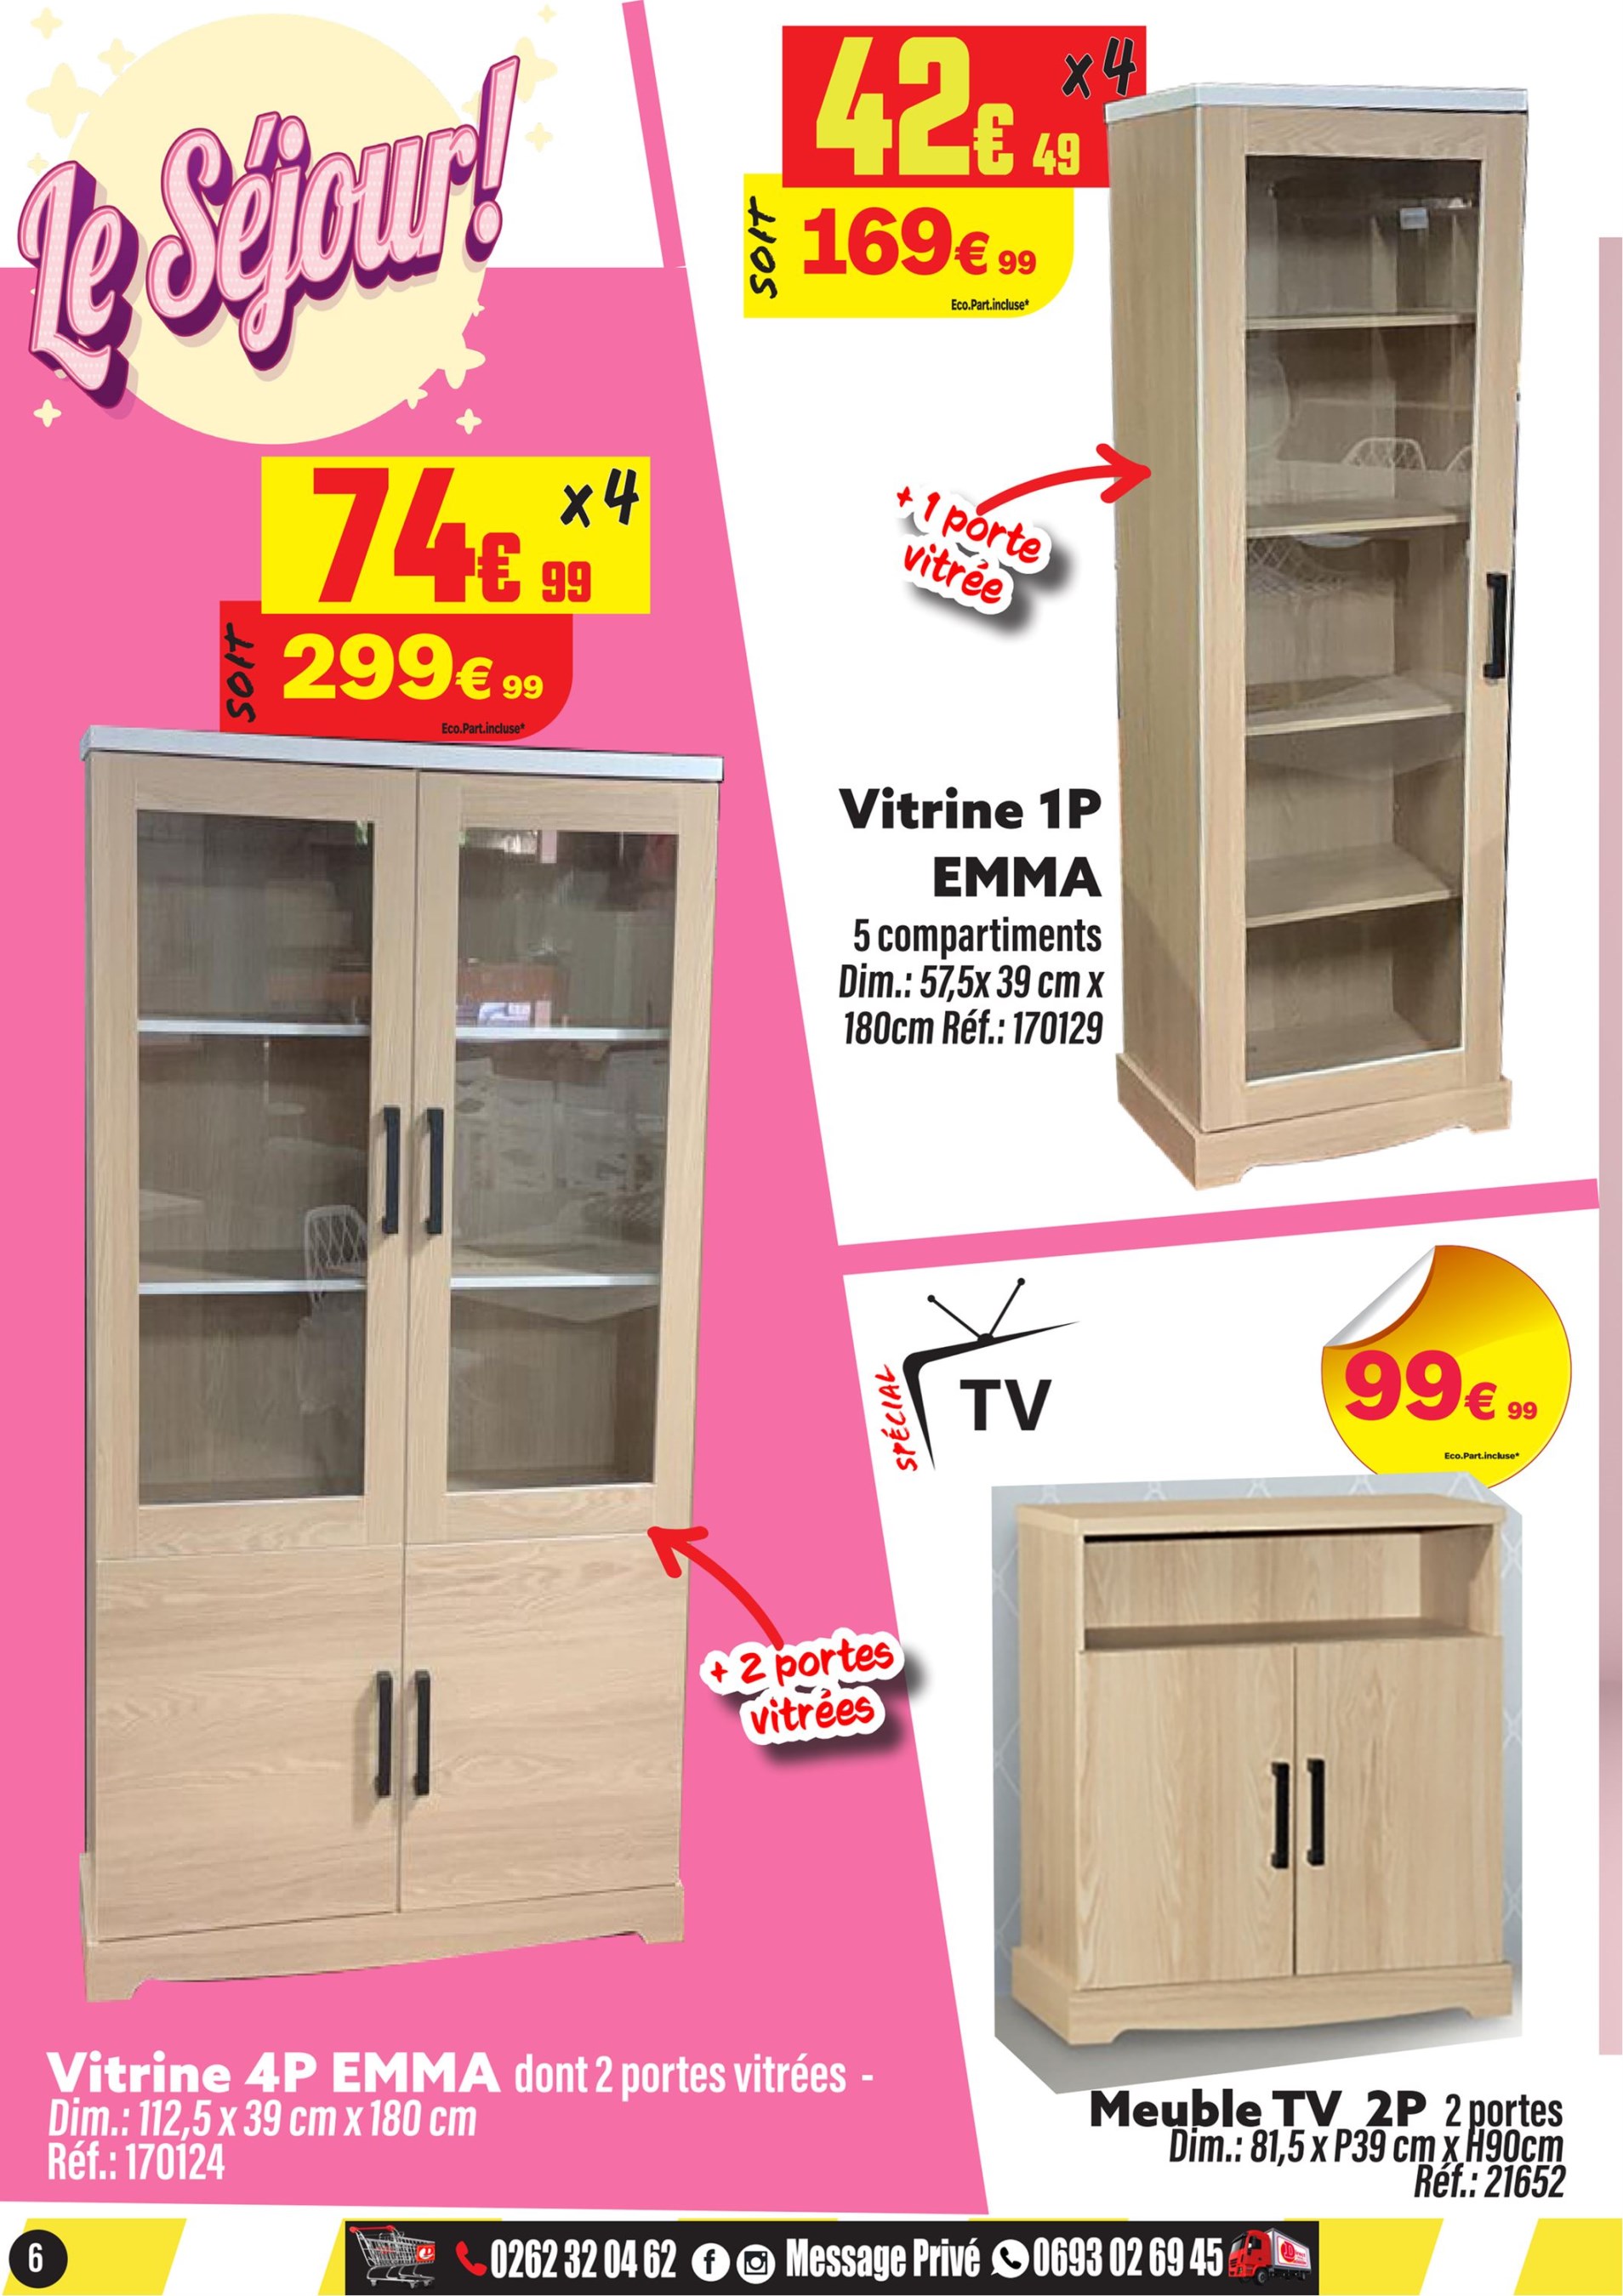 Le Séjour!
42€49 x4
SOIT 169€99
Eco.Part.incluse*
+ 1 porte
vitrée
74€99 x4
SOIT 299€99
Eco.Part.incluse*
Vitrine 1P
EMMA
5 compartiments
Dim.: 57,5x 39 cm x
180cm Réf.: 170129
SPÉCIAL TV
99€99
Eco.Part.incluse*
+ 2 portes
vitrées
Vitrine 4P EMMA dont 2 portes vitrées -
Dim.: 112,5 x 39 cm x 180 cm
Réf.: 170124
Meuble TV 2P 2 portes
Dim.: 81,5 x P39 cm x H90cm
Réf.: 21652
6
0262 32 04 62 Message Privé 0693 02 69 45